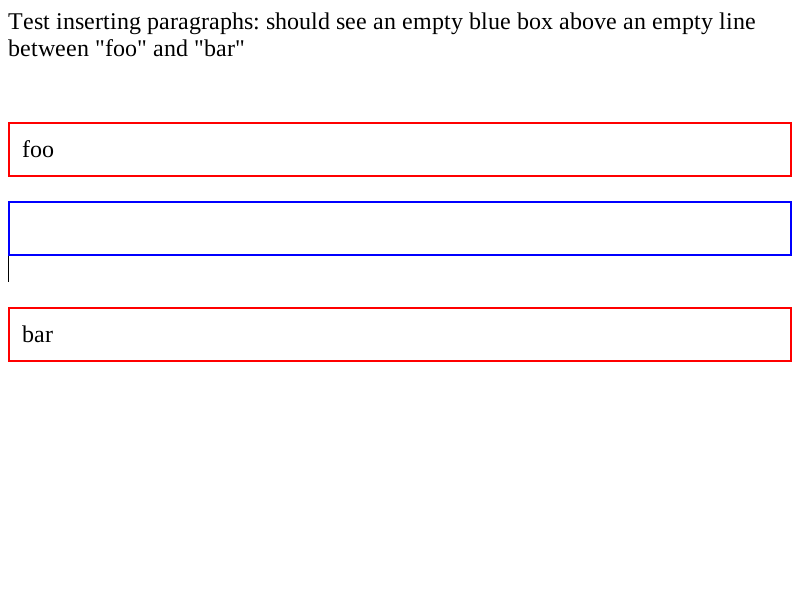 Test inserting paragraphs: should see an empty blue box above an empty line
between "foo" and "bar"
foo
bar